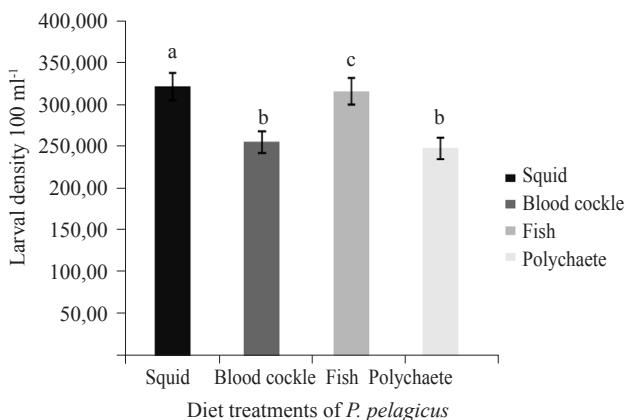 400,000
350,000
300,000
250,000
200,000
150,00
100,00
50,00
0
Larval density 100 ml-1
a
b
c
b
Squid
Blood cockle
Fish
Polychaete
Squid Blood cockle Fish Polychaete
Diet treatments of P. pelagicus